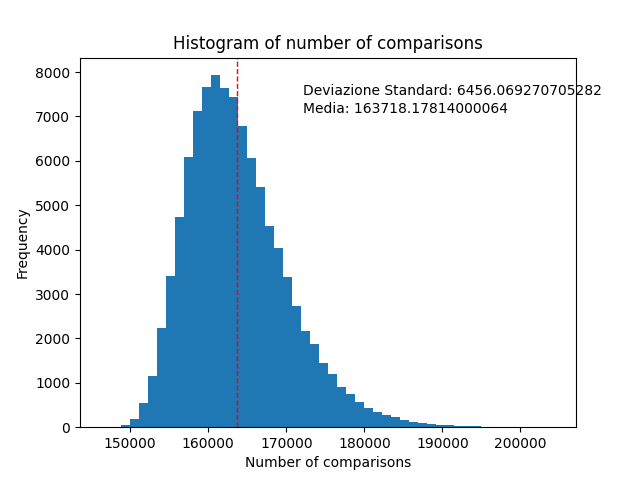 Histogram of number of comparisons
8000
7000
6000
5000
4000
3000
2000
1000
0
Frequency
Deviazione Standard: 6456.069270705282
Media: 163718.17814000064
150000 160000 170000 180000 190000 200000
Number of comparisons